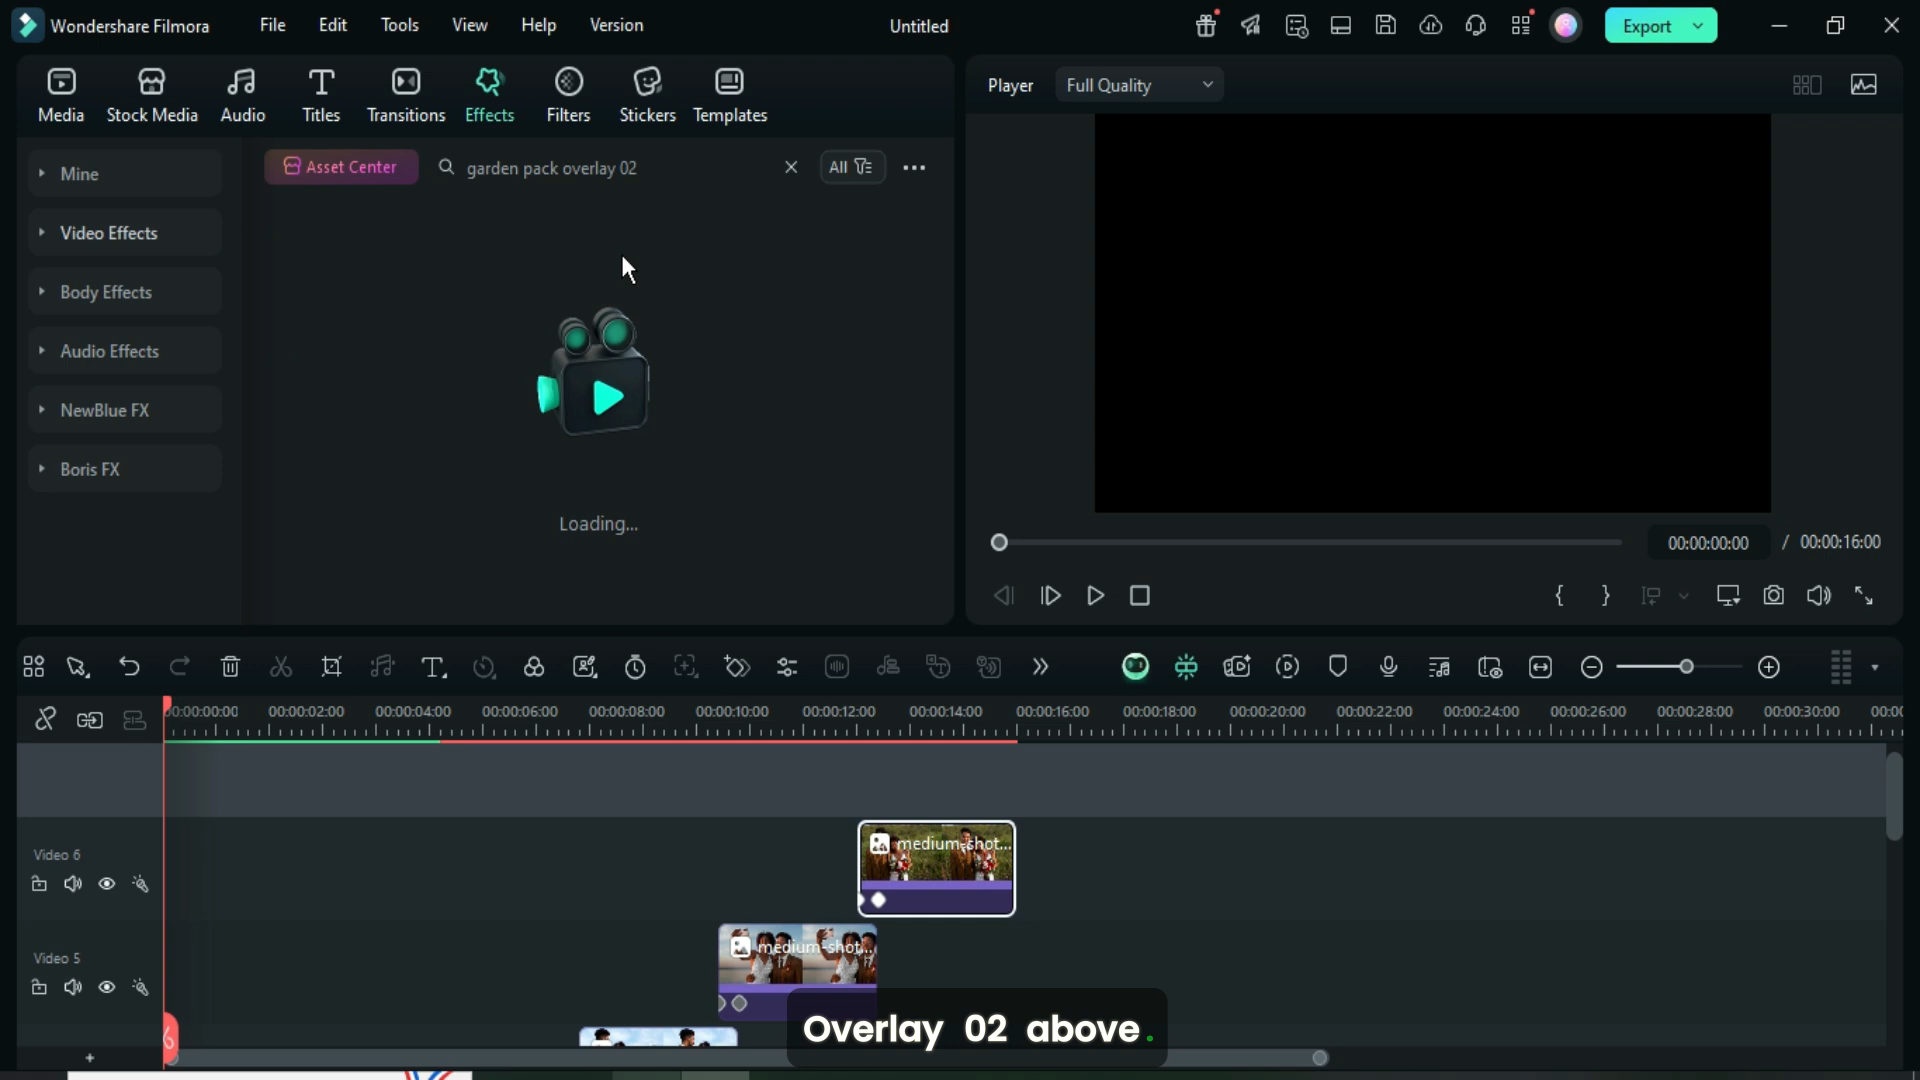 Wondershare Filmora
File
Edit
Tools
View
Help
Version
Untitled
Export
Media
Stock Media
Audio
Titles
Transitions
Effects
Filters
Stickers
Templates
Player
Full Quality
Mine
Video Effects
Body Effects
Audio Effects
NewBlue FX
Boris FX
Asset Center
garden pack overlay 02
All
Loading...
00:00:00:00
/
00:00:16:00
00:00:00:00
00:00:02:00
00:00:04:00
00:00:06:00
00:00:08:00
00:00:10:00
00:00:12:00
00:00:14:00
00:00:16:00
00:00:18:00
00:00:20:00
00:00:22:00
00:00:24:00
00:00:26:00
00:00:28:00
00:00:30:00
00:00
Video 6
medium-shot...
Video 5
medium-shot...
Overlay 02 above.